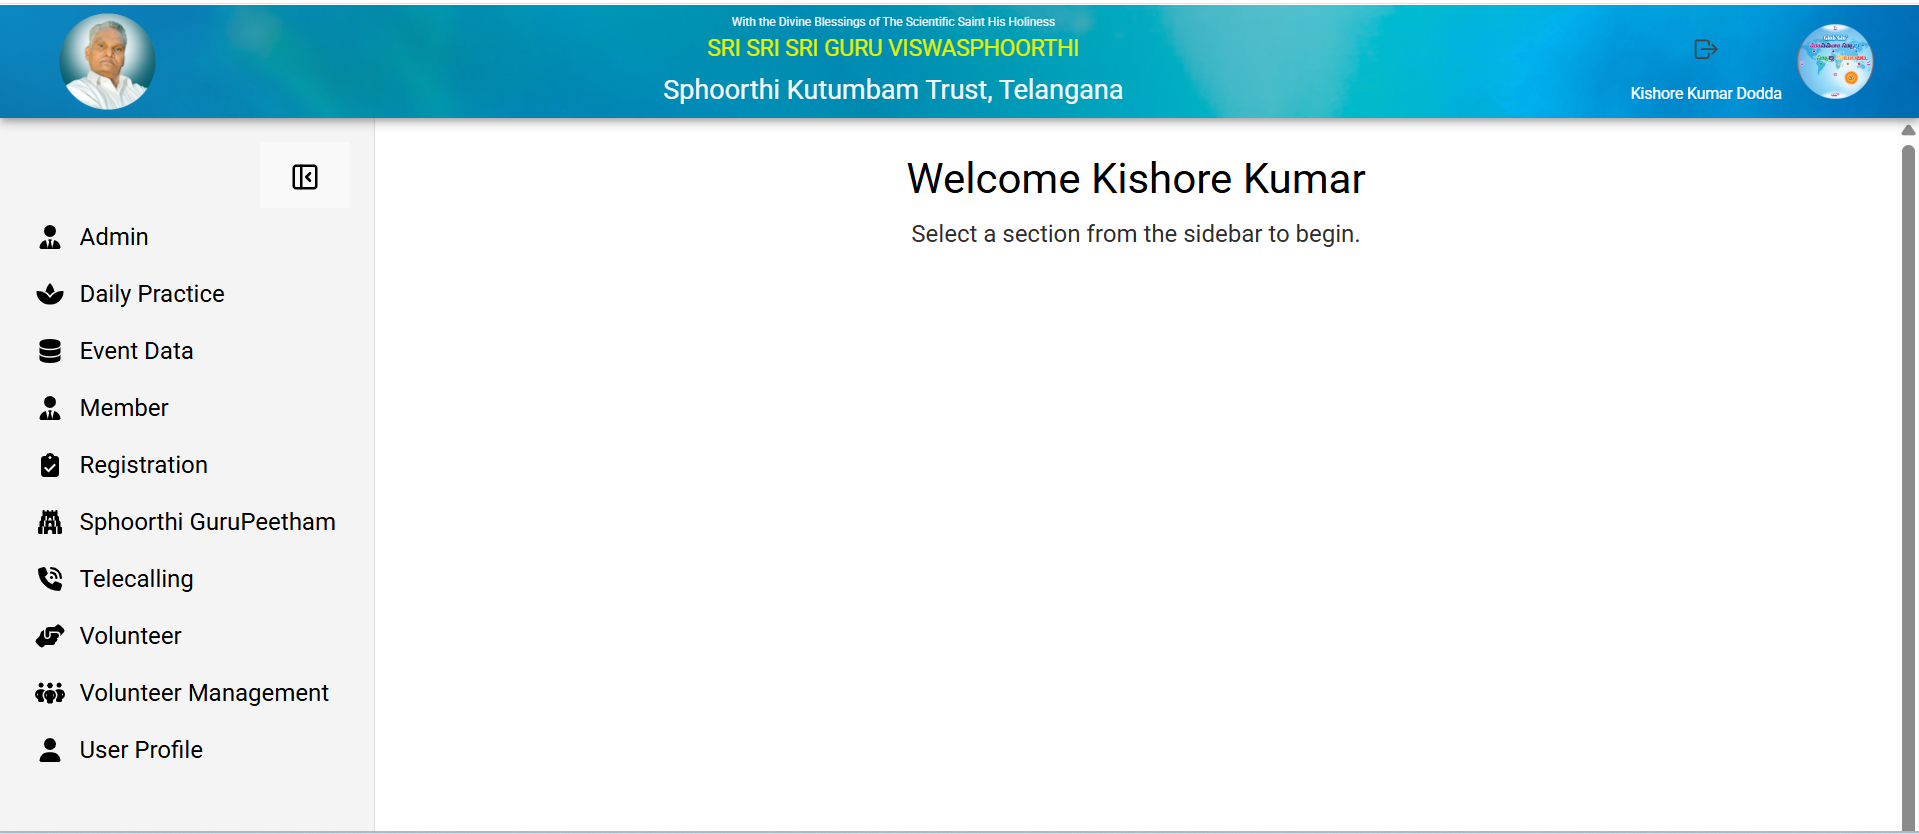 With the Divine Blessings of The Scientific Saint His Holiness
SRI SRI SRI GURU VISWASPHOORTHI
Sphoorthi Kutumbam Trust, Telangana
Kishore Kumar Dodda
Welcome Kishore Kumar
Select a section from the sidebar to begin.
Admin
Daily Practice
Event Data
Member
Registration
Sphoorthi GuruPeetham
Telecalling
Volunteer
Volunteer Management
User Profile